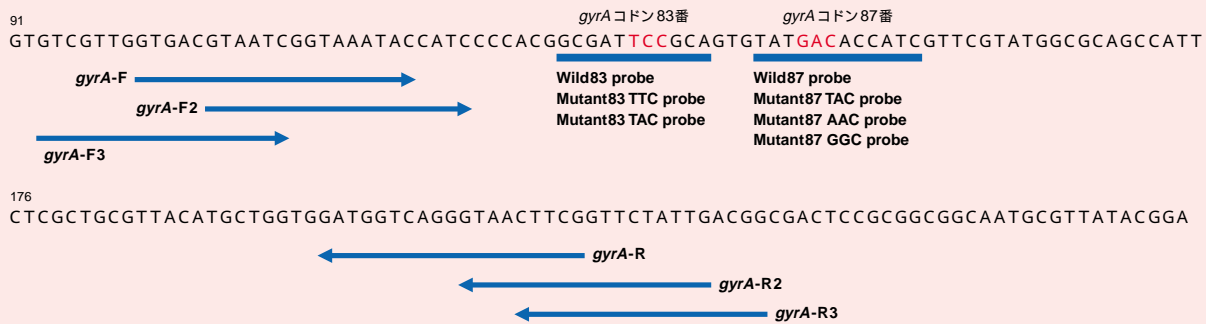 gyrAコドン83番 gyrAコドン87番
91
GTGTCGTTGGTGACGTAATCGGTAAATACCATCCCCACGGCGATTCCGCAGTGTATGACACCATCGTTCGTATGGCGCAGCCATT
gyrA-F
gyrA-F2
gyrA-F3
Wild83 probe
Mutant83 TTC probe
Mutant83 TAC probe
Wild87 probe
Mutant87 TAC probe
Mutant87 AAC probe
Mutant87 GGC probe
176
CTCGCTGCGTTACATGCTGGTGGATGGTCAGGGTAACTTCGGTTCTATTGACGGCGACTCCGCGGCGGCAATGCGTTATACGGA
gyrA-R
gyrA-R2
gyrA-R3